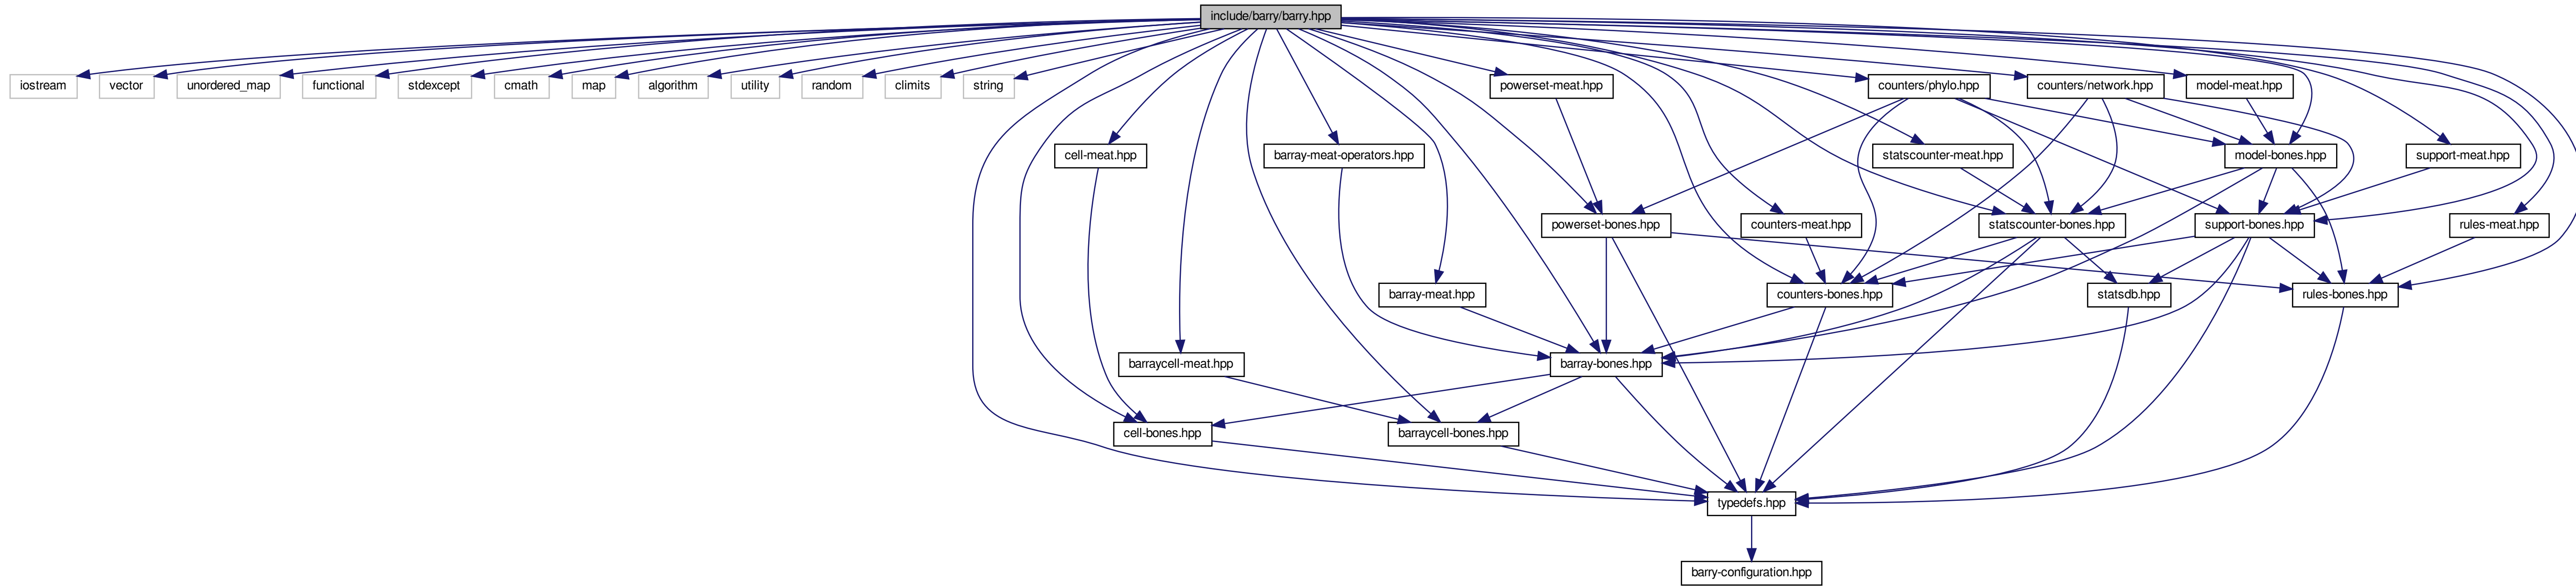 include/barry/barry.hpp
iostream
vector
unordered_map
functional
stdexcept
cmath
map
algorithm
utility
random
climits
string
powerset-meat.hpp
counters/phylo.hpp
counters/network.hpp
model-meat.hpp
cell-meat.hpp
barray-meat-operators.hpp
statscounter-meat.hpp
model-bones.hpp
support-meat.hpp
powerset-bones.hpp
counters-meat.hpp
statscounter-bones.hpp
support-bones.hpp
rules-meat.hpp
barray-meat.hpp
counters-bones.hpp
statsdb.hpp
rules-bones.hpp
barraycell-meat.hpp
barray-bones.hpp
cell-bones.hpp
barraycell-bones.hpp
typedefs.hpp
barry-configuration.hpp